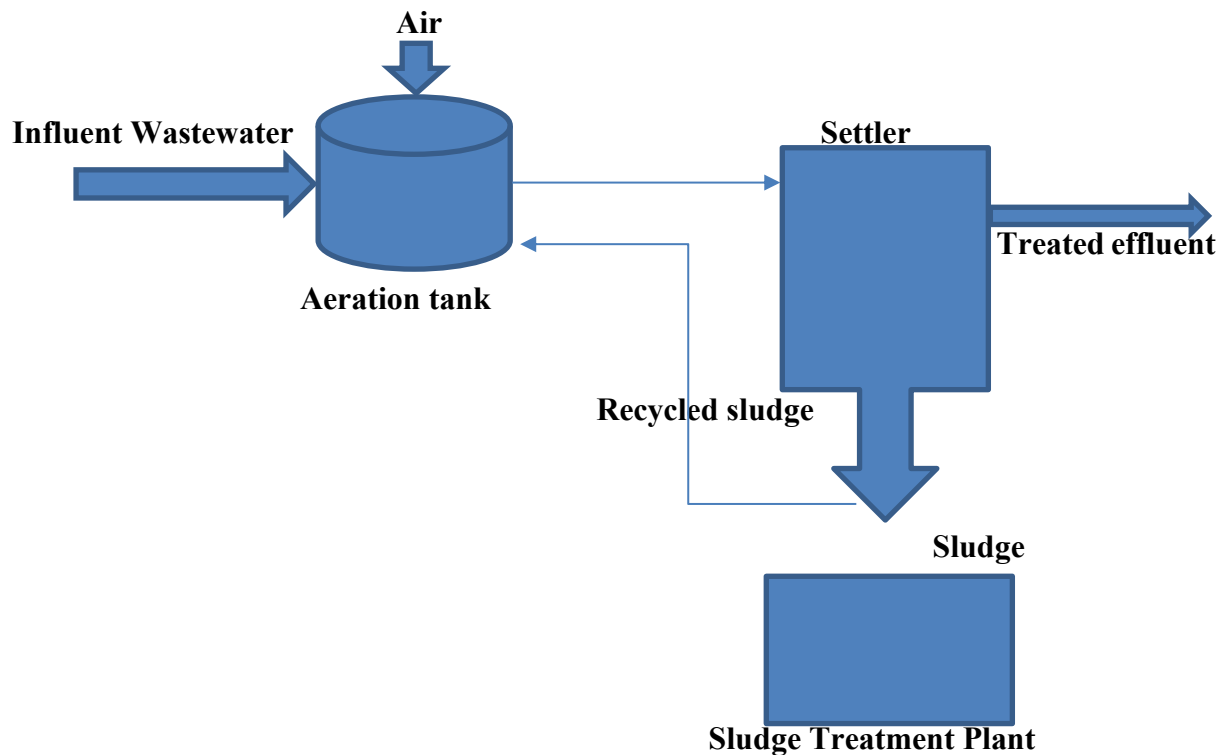 Air
Influent Wastewater
Settler
Treated effluent
Aeration tank
Recycled sludge
Sludge
Sludge Treatment Plant